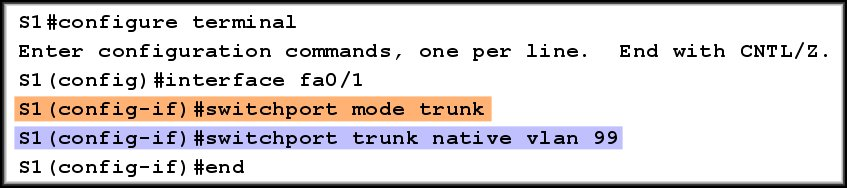 S1#configure terminal
Enter configuration commands, one per line.  End with CNTL/Z.
S1(config)#interface fa0/1
S1(config-if)#switchport mode trunk
S1(config-if)#switchport trunk native vlan 99
S1(config-if)#end